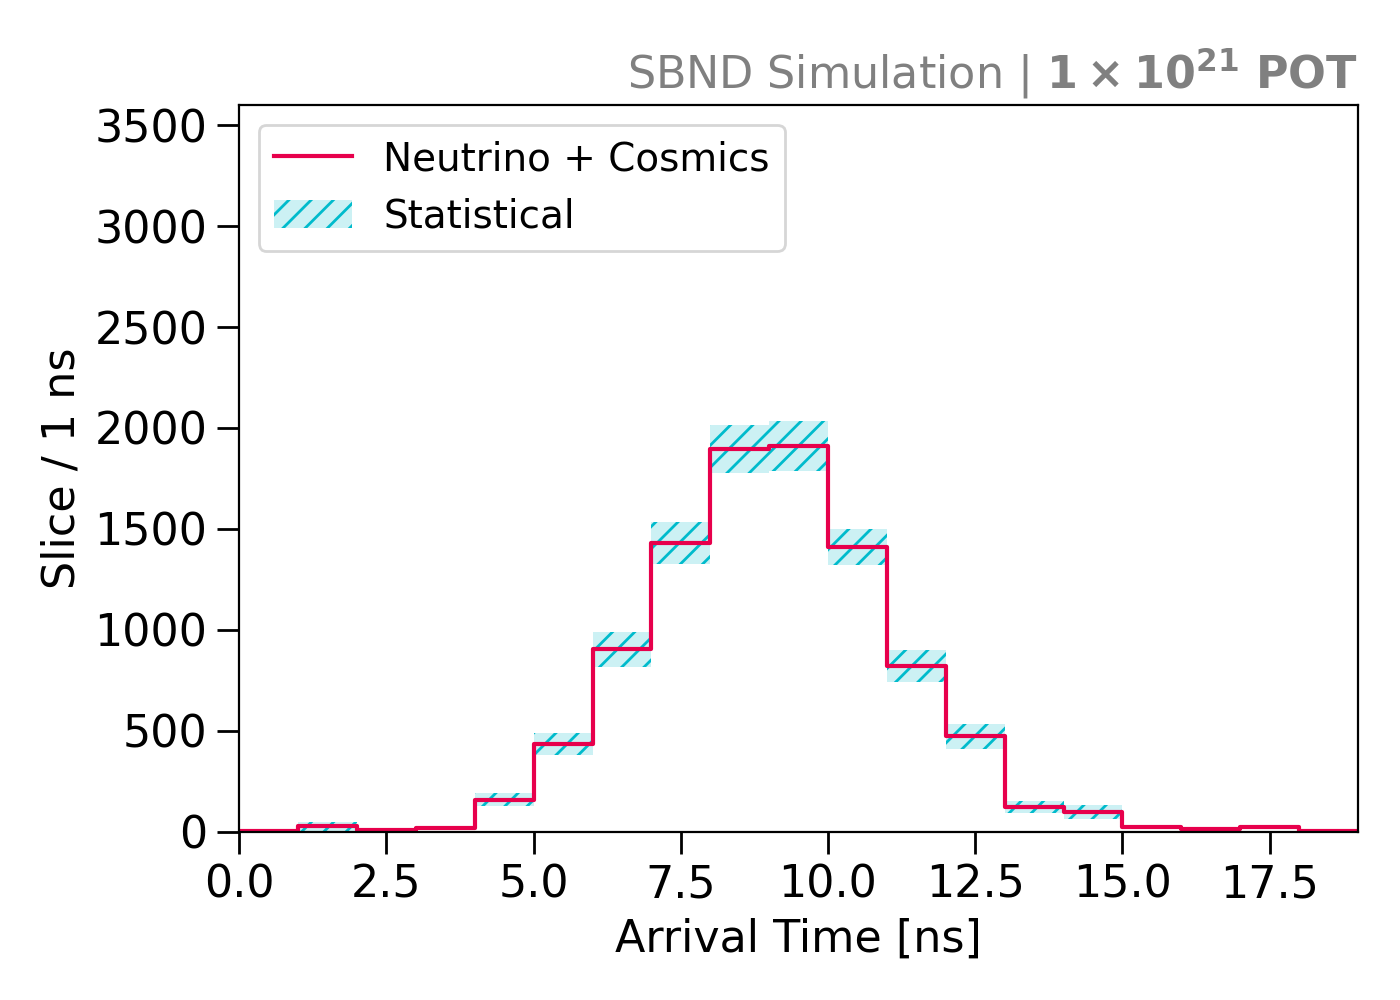 SBND Simulation | 1 × 10²¹ POT
3500
3000
2500
2000
1500
1000
500
0
Slice / 1 ns
Neutrino + Cosmics
Statistical
0.0 2.5 5.0 7.5 10.0 12.5 15.0 17.5
Arrival Time [ns]